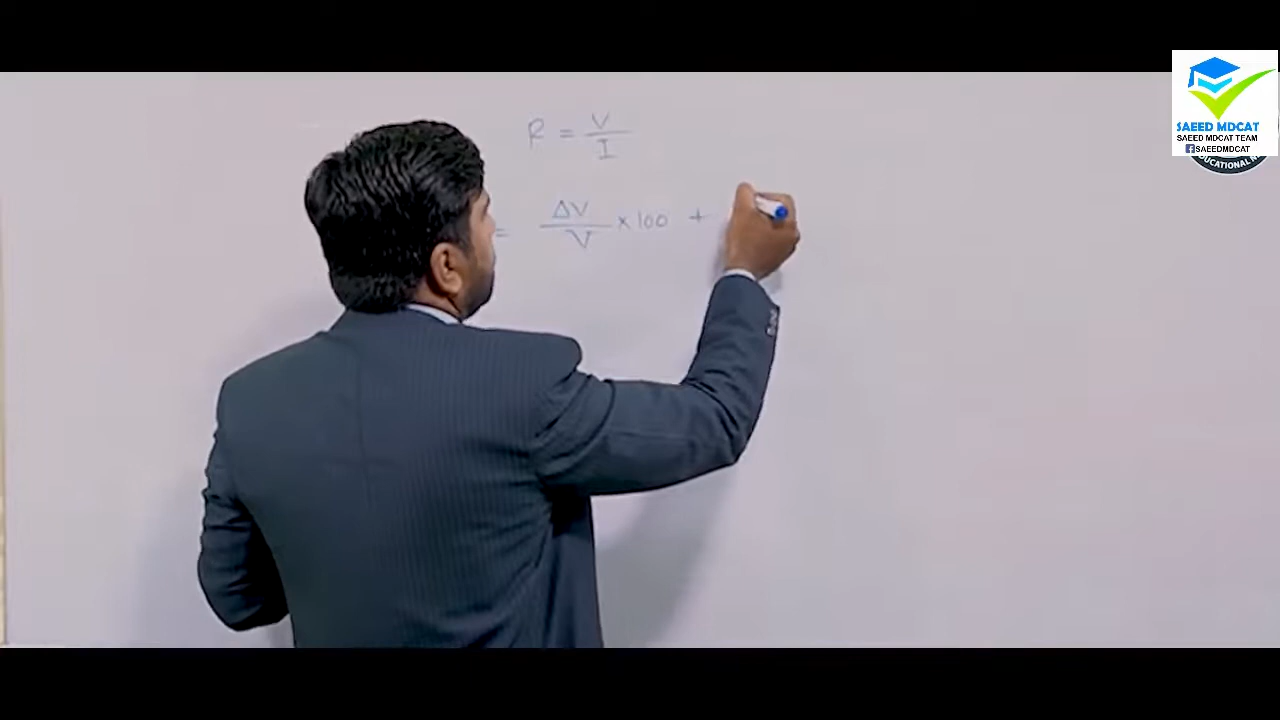 R = V / I
= ΔV / V × 100 +
SAEED MDCAT
SAEED MDCAT TEAM
SAEEDMDCAT